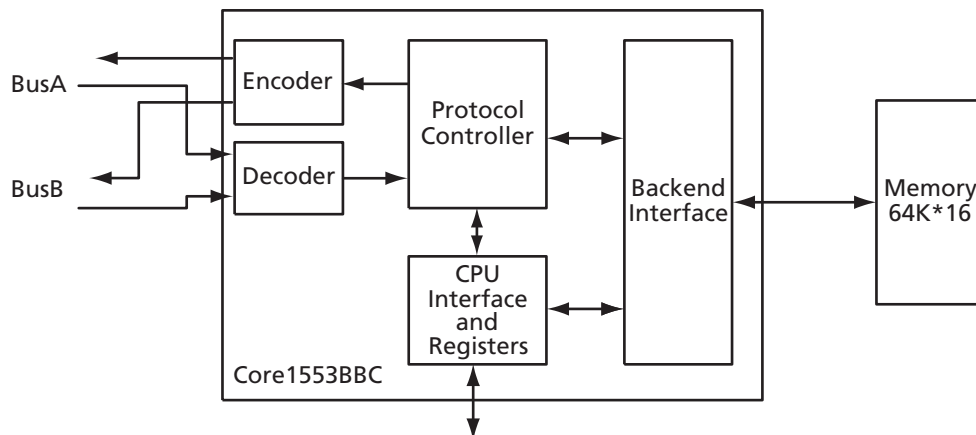 BusA
BusB
Encoder
Decoder
Protocol
Controller
CPU
Interface
and
Registers
Backend
Interface
Memory
64K*16
Core1553BBC